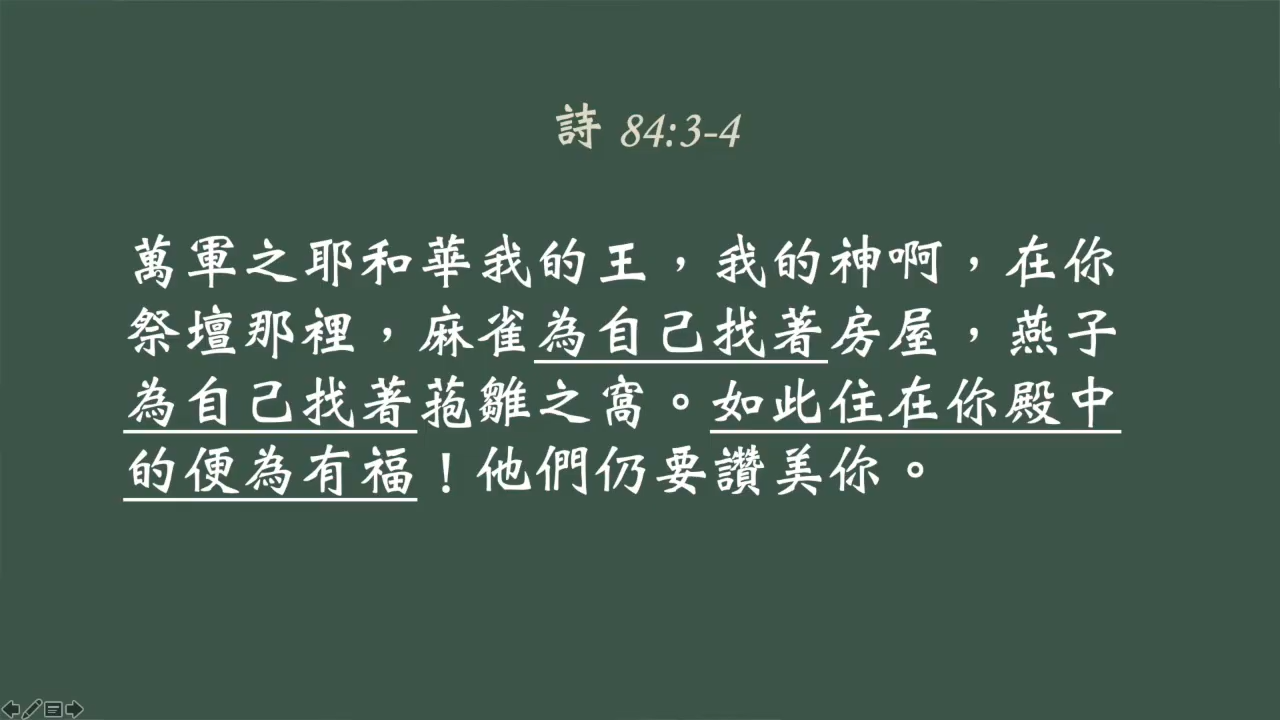 詩 84:3-4
萬軍之耶和華我的王，我的神啊，在你
祭壇那裡，麻雀為自己找著房屋，燕子
為自己找著菢雛之窩。如此住在你殿中
的便為有福！他們仍要讚美你。